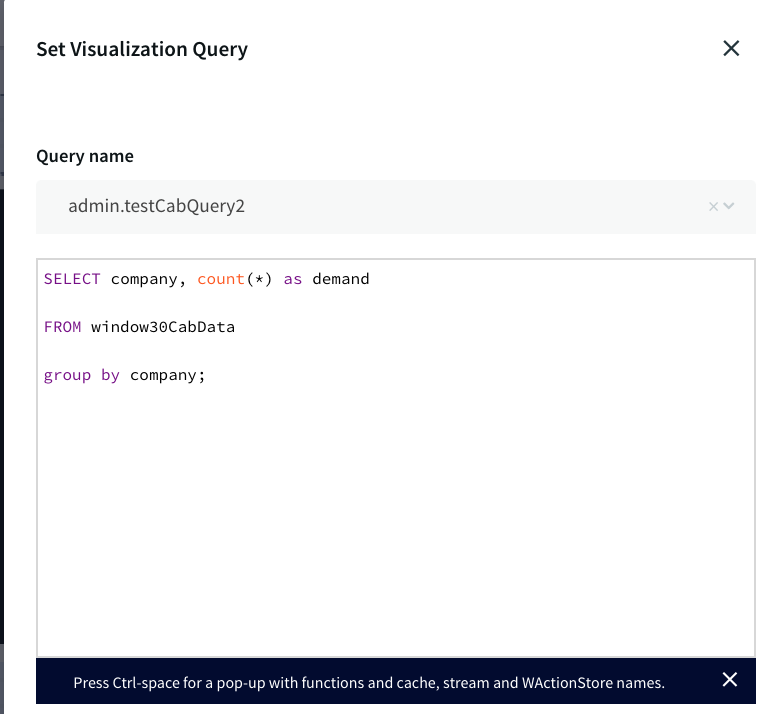 Set Visualization Query
Query name
admin.testCabQuery2
SELECT company, count(*) as demand
FROM window30CabData
group by company;
Press Ctrl-space for a pop-up with functions and cache, stream and WActionStore names.